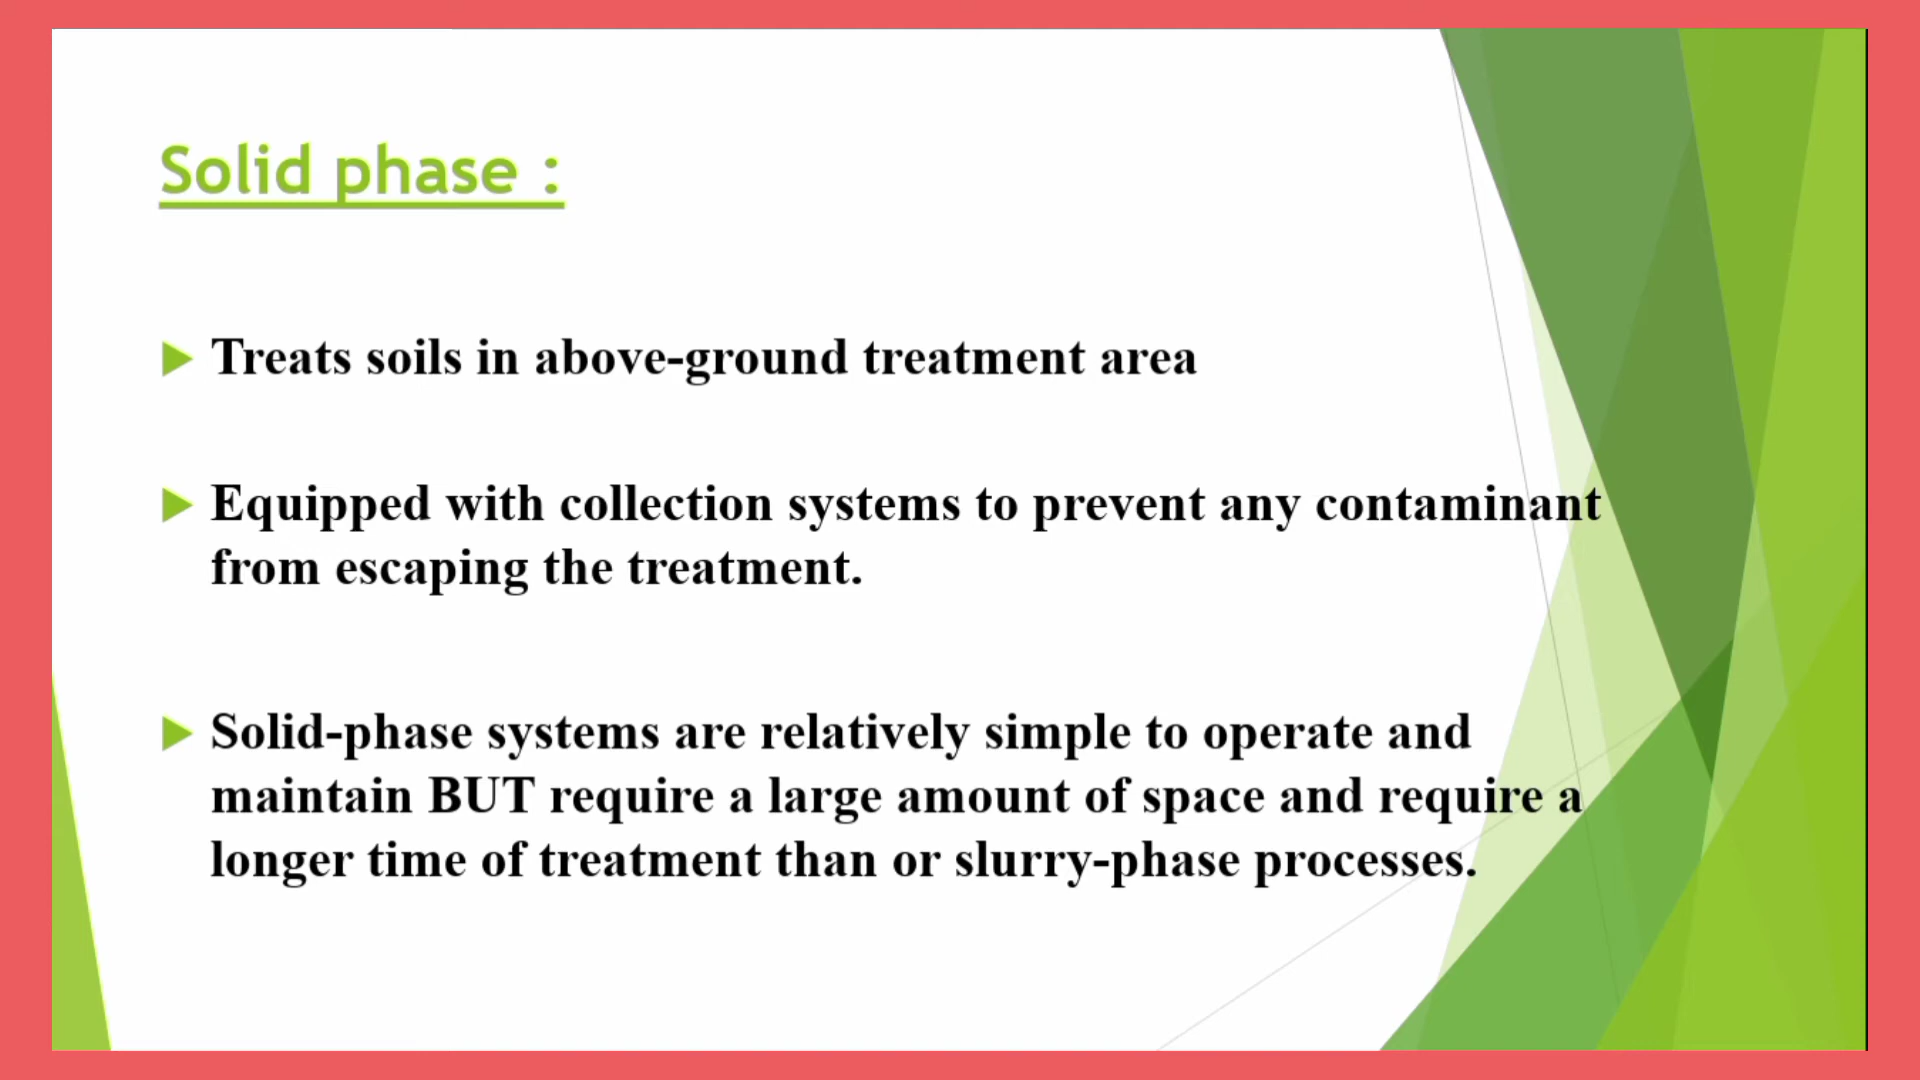 Solid phase :
Treats soils in above-ground treatment area
Equipped with collection systems to prevent any contaminant
from escaping the treatment.
Solid-phase systems are relatively simple to operate and
maintain BUT require a large amount of space and require a
longer time of treatment than or slurry-phase processes.